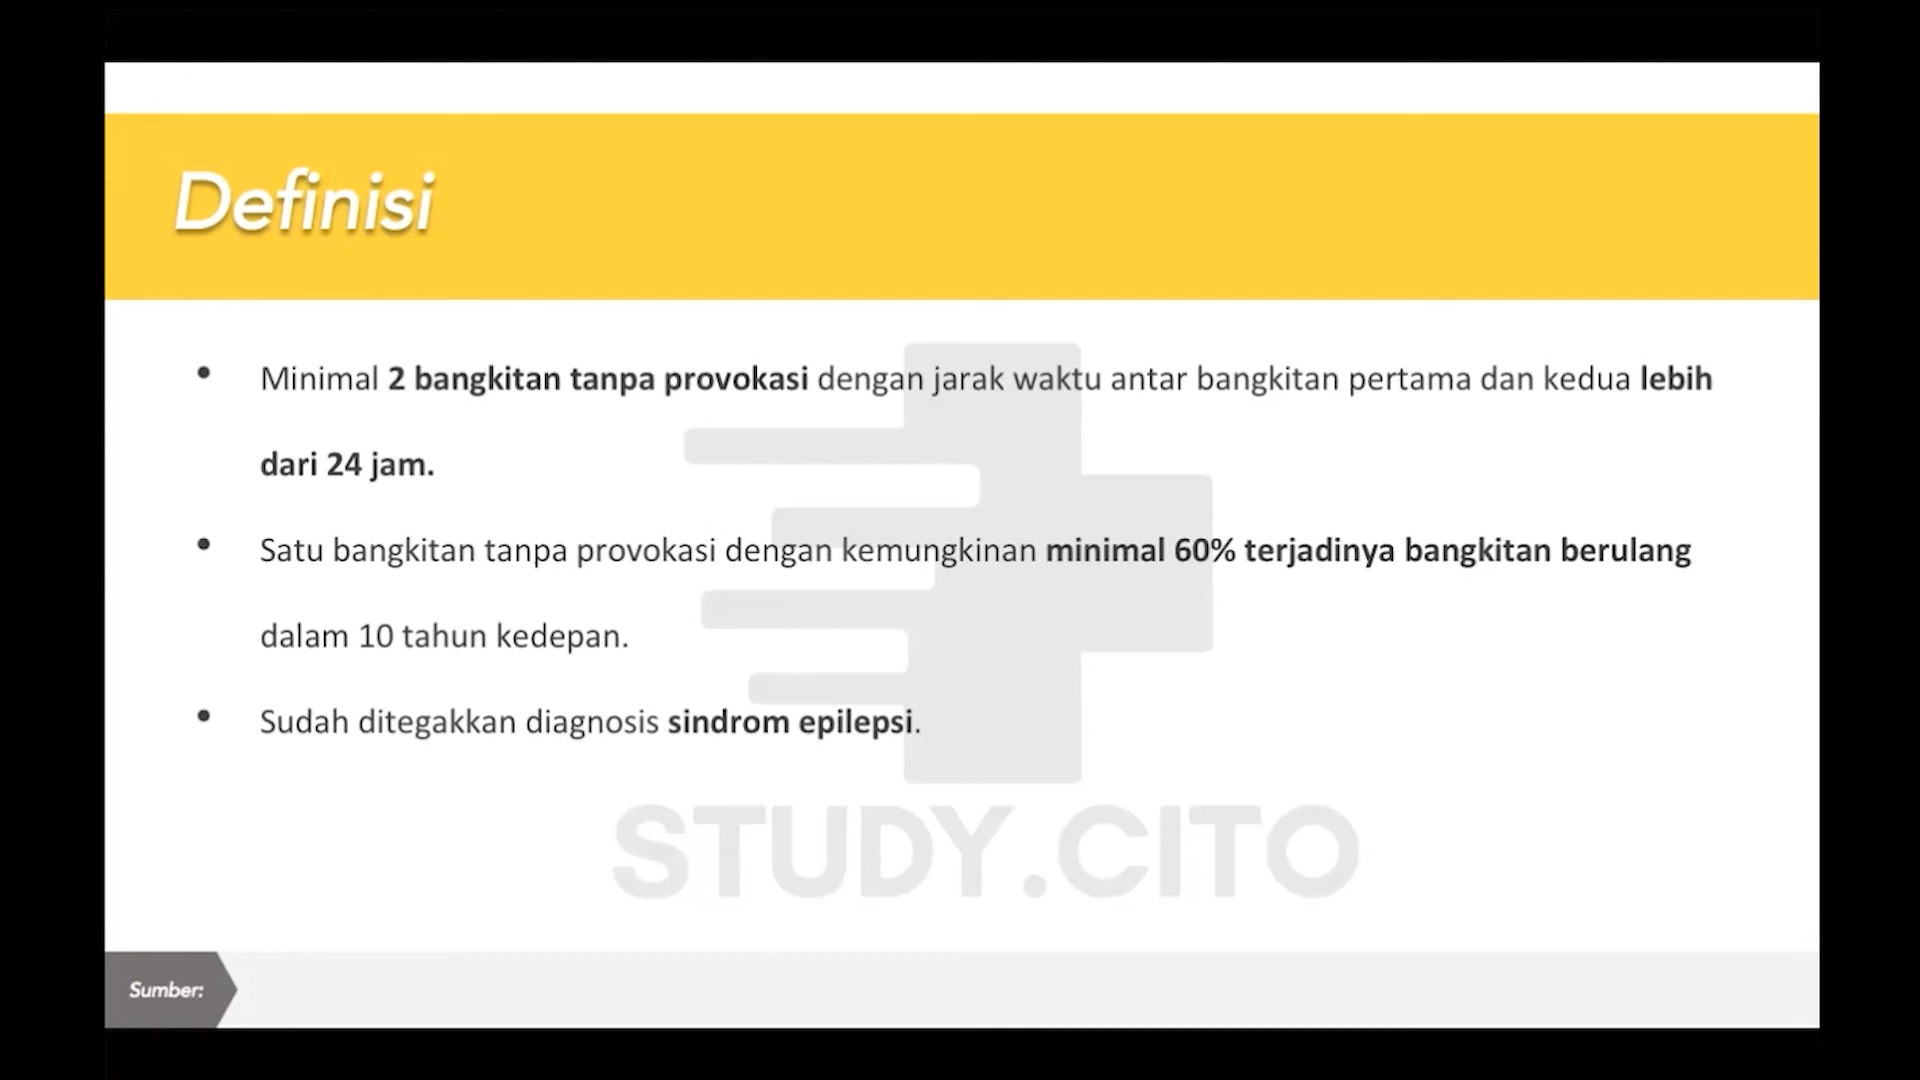 Definisi
• Minimal 2 bangkitan tanpa provokasi dengan jarak waktu antar bangkitan pertama dan kedua lebih
dari 24 jam.
• Satu bangkitan tanpa provokasi dengan kemungkinan minimal 60% terjadinya bangkitan berulang
dalam 10 tahun kedepan.
• Sudah ditegakkan diagnosis sindrom epilepsi.
STUDY.CITO
Sumber: